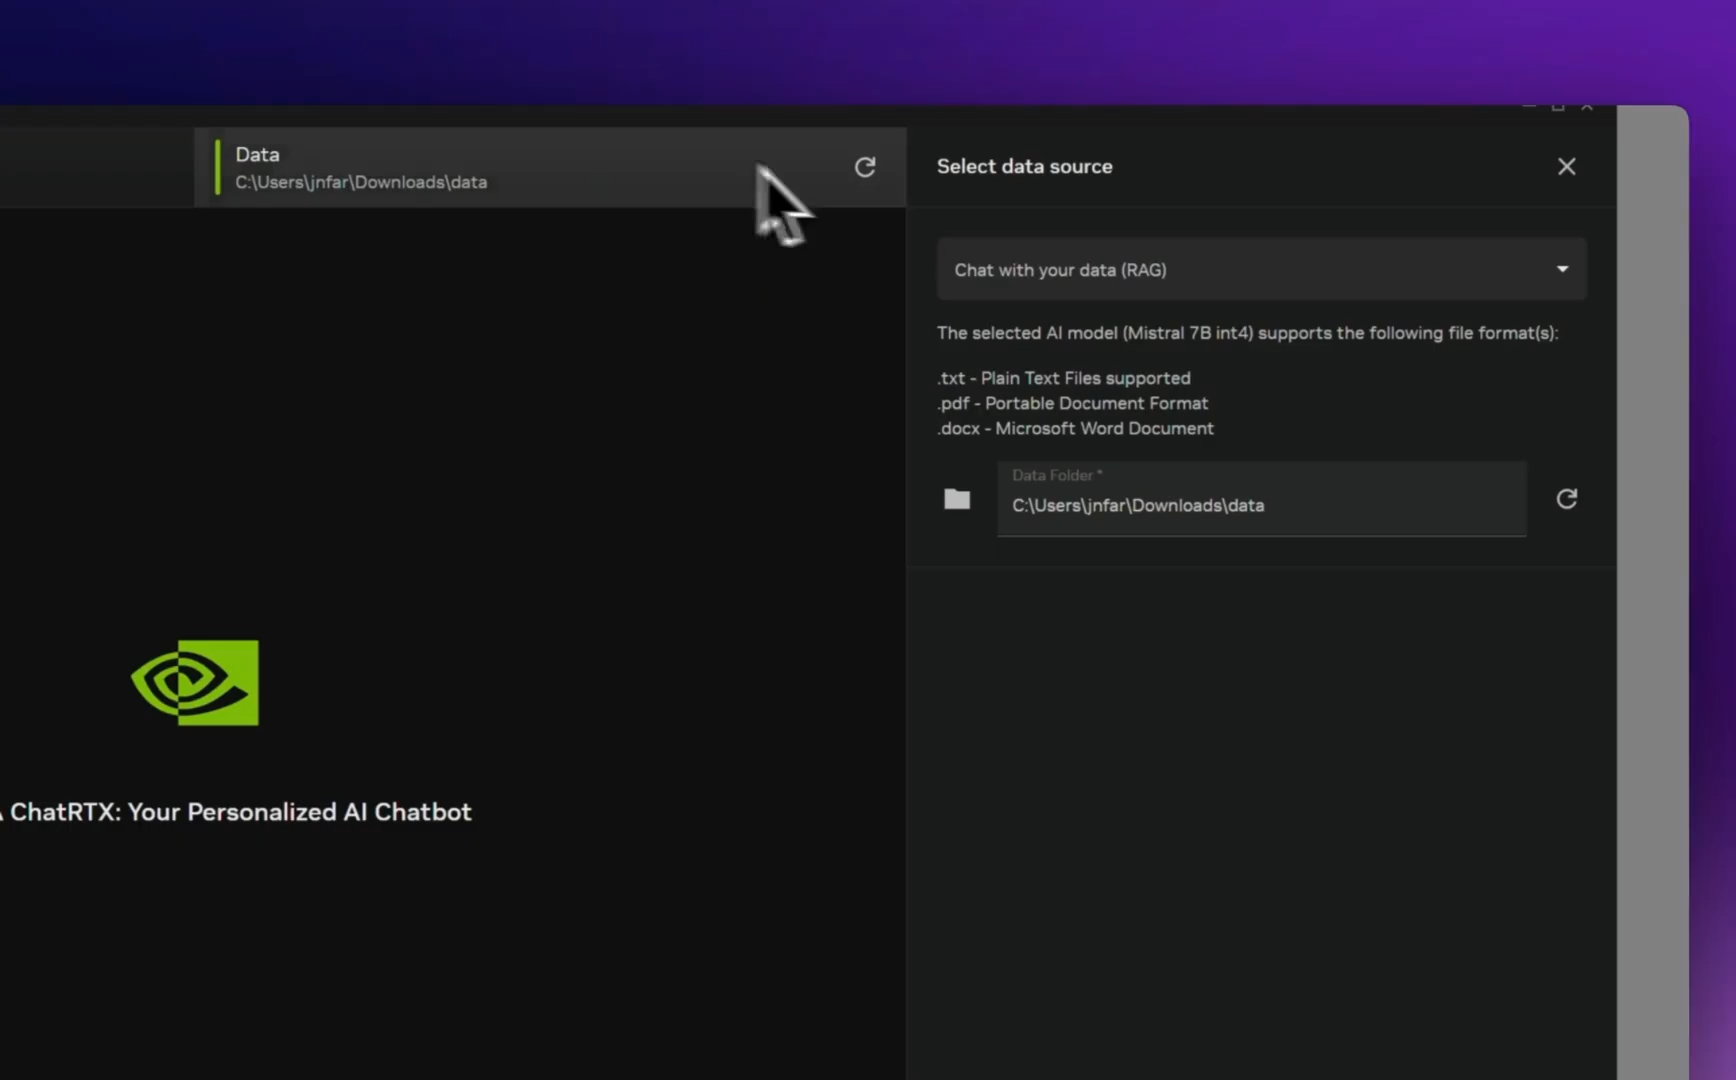 Data
C:\Users\jnfar\Downloads\data
Select data source
Chat with your data (RAG)
The selected AI model (Mistral 7B int4) supports the following file format(s):
.txt - Plain Text Files supported
.pdf - Portable Document Format
.docx - Microsoft Word Document
Data Folder *
C:\Users\jnfar\Downloads\data
ChatRTX: Your Personalized AI Chatbot